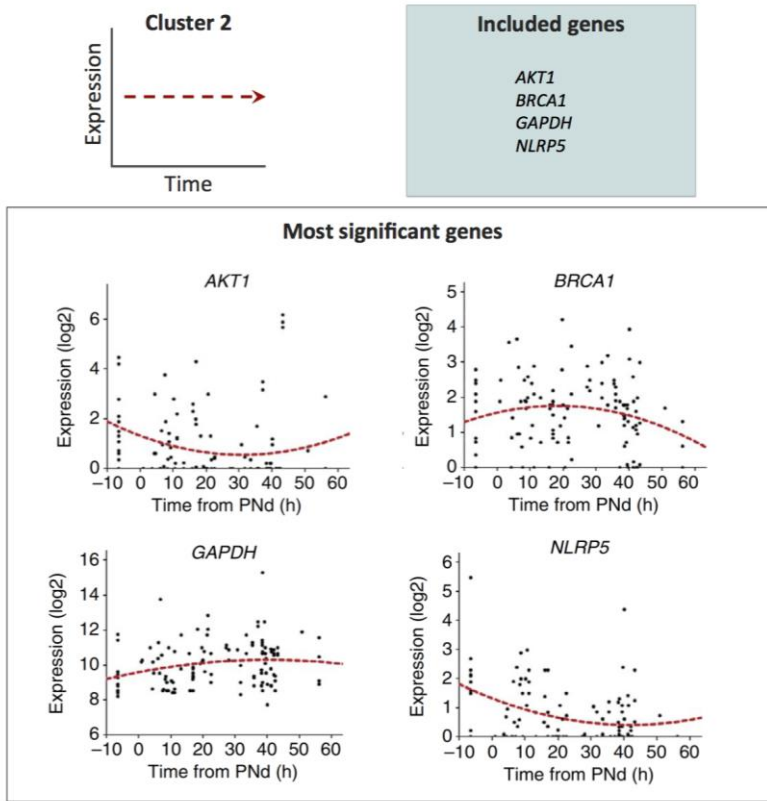 Cluster 2
Expression
Time
Included genes
AKT1
BRCA1
GAPDH
NLRP5
Most significant genes
AKT1
Expression (log2)
6
4
2
0
–10 0 10 20 30 40 50 60
Time from PNd (h)
BRCA1
Expression (log2)
5
4
3
2
1
0
–10 0 10 20 30 40 50 60
Time from PNd (h)
GAPDH
Expression (log2)
16
14
12
10
8
6
–10 0 10 20 30 40 50 60
Time from PNd (h)
NLRP5
Expression (log2)
6
5
4
3
2
1
0
–10 0 10 20 30 40 50 60
Time from PNd (h)